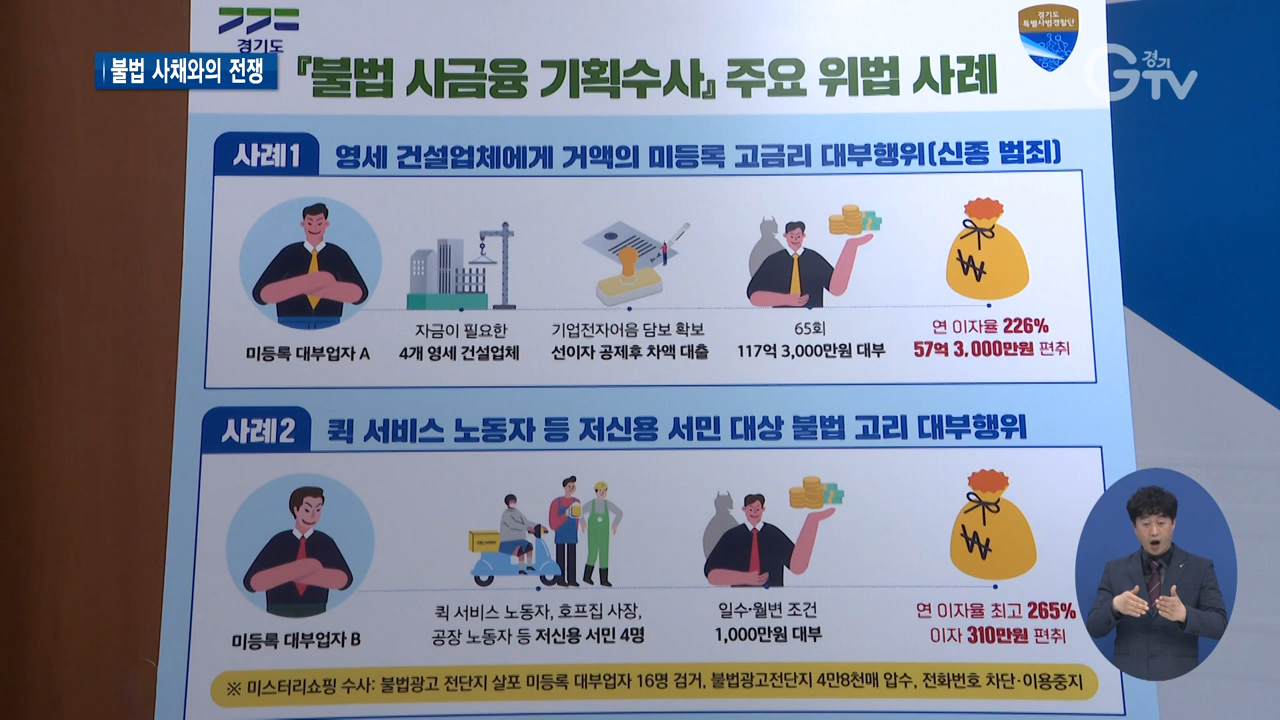 경기도
경기도
특별사법경찰단
불법 사채와의 전쟁
경기
GTV
『불법 사금융 기획수사』 주요 위법 사례
사례1 영세 건설업체에게 거액의 미등록 고금리 대부행위(신종 범죄)
미등록 대부업자 A
자금이 필요한
4개 영세 건설업체
기업전자어음 담보 확보
선이자 공제후 차액 대출
65회
117억 3,000만원 대부
연 이자율 226%
57억 3,000만원 편취
사례2 퀵 서비스 노동자 등 저신용 서민 대상 불법 고리 대부행위
미등록 대부업자 B
퀵 서비스 노동자, 호프집 사장,
공장 노동자 등 저신용 서민 4명
일수·월변 조건
1,000만원 대부
연 이자율 최고 265%
이자 310만원 편취
※ 미스터리쇼핑 수사: 불법광고 전단지 살포 미등록 대부업자 16명 검거, 불법광고전단지 4만8천매 압수, 전화번호 차단·이용중지